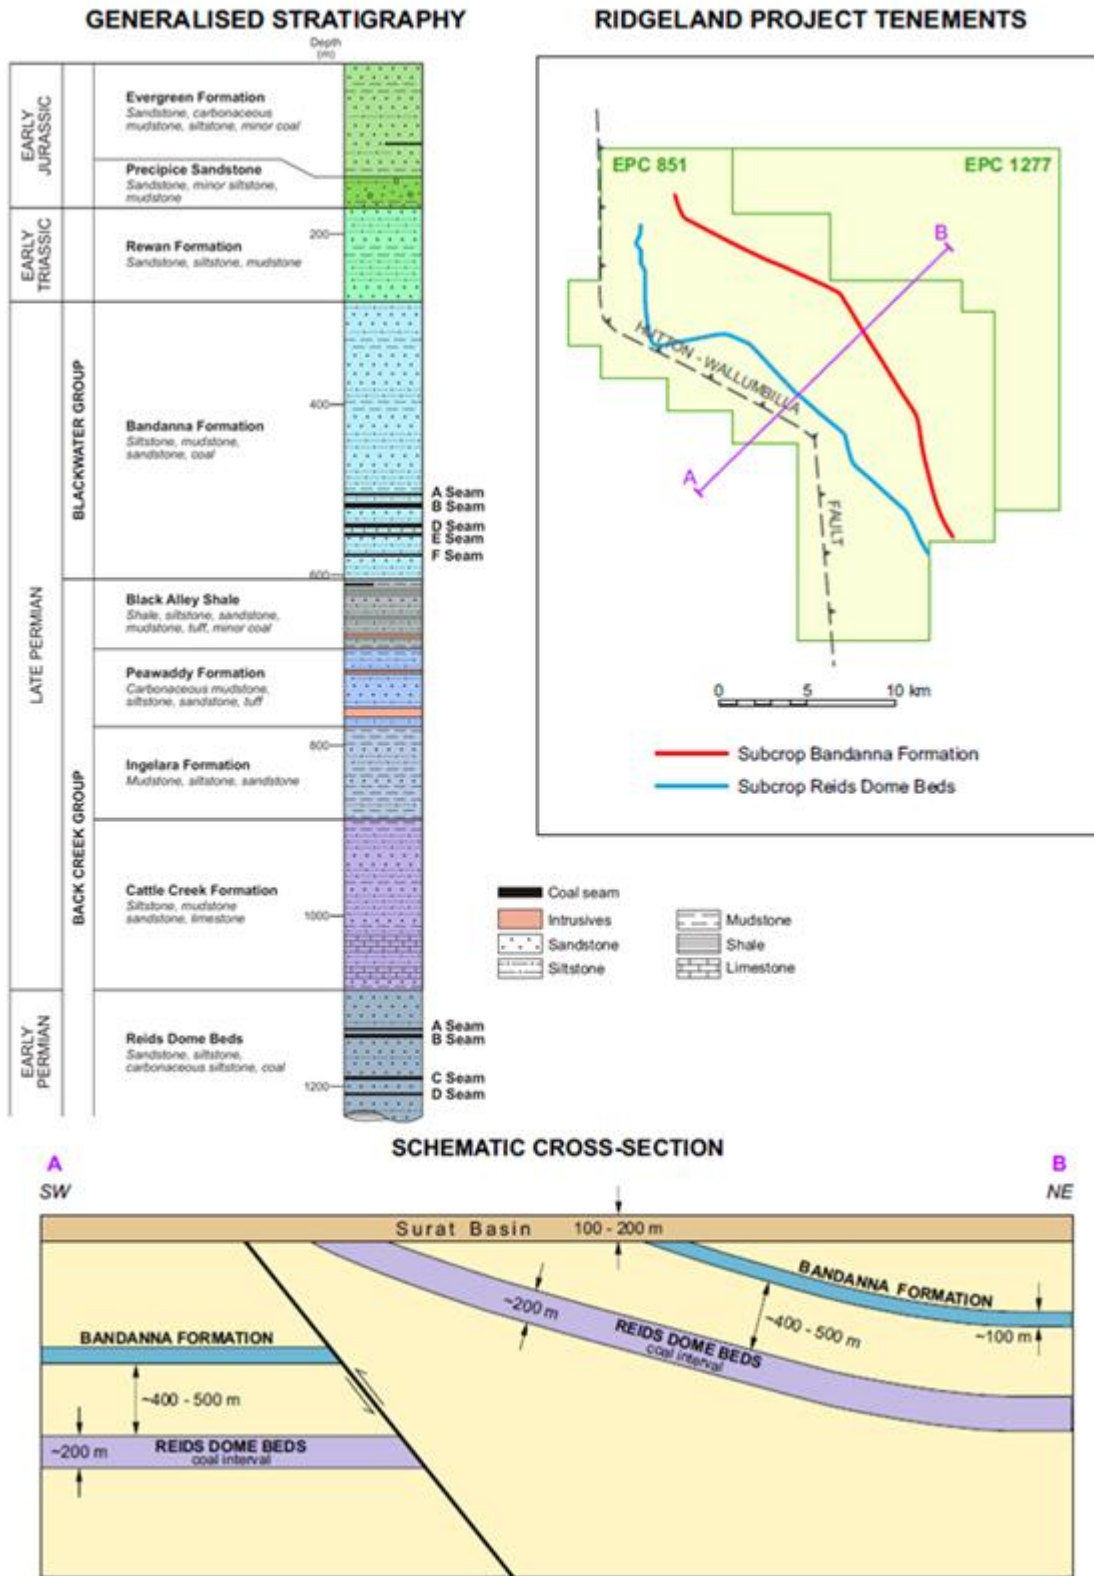 GENERALISED STRATIGRAPHY
Depth
(m)
EARLY
JURASSIC
Evergreen Formation
Sandstone, carbonaceous
mudstone, siltstone, minor coal
Precipice Sandstone
Sandstone, minor siltstone,
mudstone
EARLY
TRIASSIC
200
Rewan Formation
Sandstone, siltstone, mudstone
LATE PERMIAN
BLACKWATER GROUP
400
Bandanna Formation
Siltstone, mudstone,
sandstone, coal
A Seam
B Seam
D Seam
E Seam
F Seam
600
BACK CREEK GROUP
Black Alley Shale
Shale, siltstone, sandstone,
mudstone, tuff, minor coal
Peawaddy Formation
Carbonaceous mudstone,
siltstone, sandstone, tuff
800
Ingelara Formation
Mudstone, siltstone, sandstone
Cattle Creek Formation
Siltstone, mudstone
sandstone, limestone
1000
EARLY
PERMIAN
Reids Dome Beds
Sandstone, siltstone,
carbonaceous siltstone, coal
A Seam
B Seam
C Seam
D Seam
1200
RIDGELAND PROJECT TENEMENTS
EPC 851
EPC 1277
B
HUTTON - WALLUMBILLA
A
FAULT
0 5 10 km
Subcrop Bandanna Formation
Subcrop Reids Dome Beds
Coal seam
Intrusives
Sandstone
Siltstone
Mudstone
Shale
Limestone
SCHEMATIC CROSS-SECTION
A
SW
B
NE
Surat Basin 100 - 200 m
BANDANNA FORMATION
~400 - 500 m
~200 m
REIDS DOME BEDS
coal interval
~200 m
REIDS DOME BEDS
coal interval
~400 - 500 m
BANDANNA FORMATION
~100 m